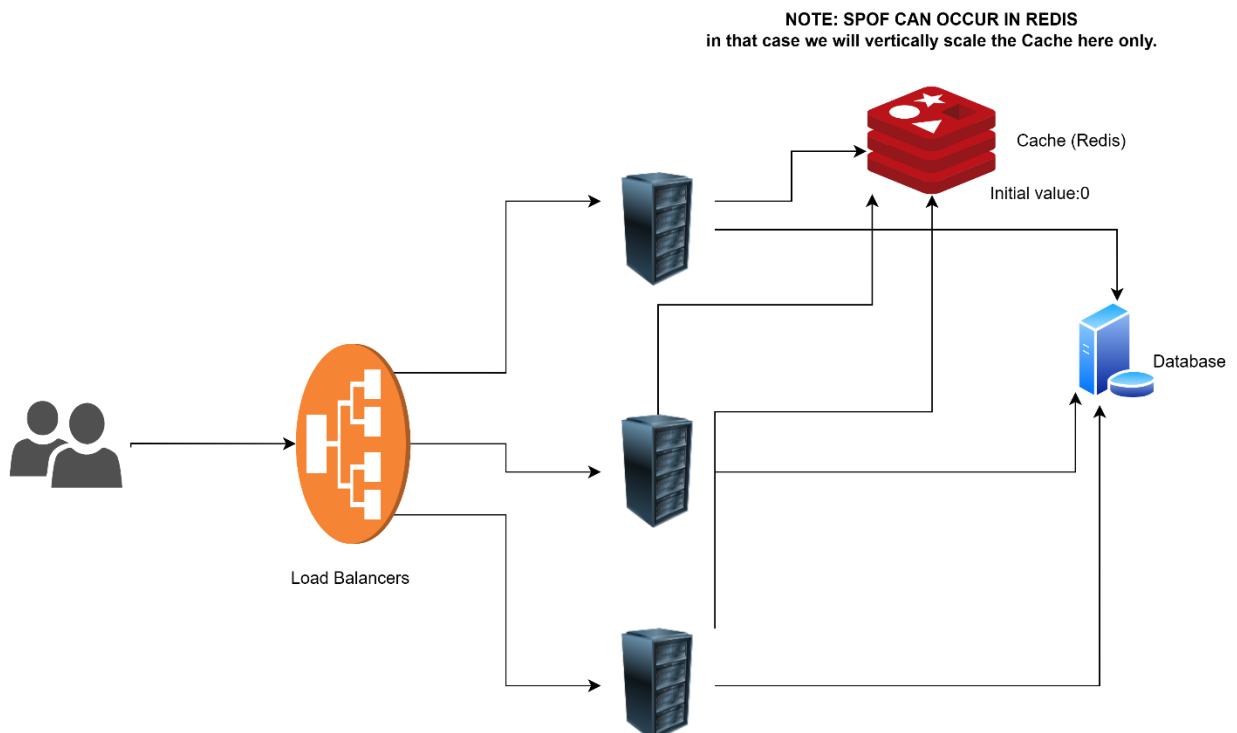 NOTE: SPOF CAN OCCUR IN REDIS
in that case we will vertically scale the Cache here only.
Cache (Redis)
Initial value:0
Database
Load Balancers